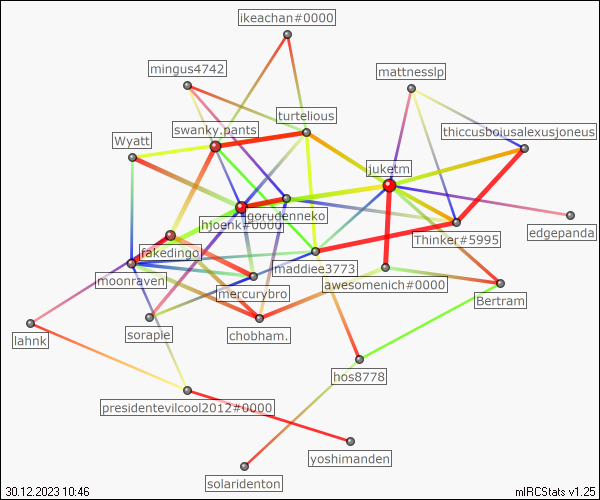 ikeachan#0000
mingus4742
mattnesslp
turtelious
swanky.pants
thiccusboiusalexusjoneus
Wyatt
juketm
gorudenneko
hjoenk#0000
edgepanda
Thinker#5995
fakedingo
maddiee3773
moonraven
awesomenich#0000
mercurybro
Bertram
sorapie
chobham.
lahnk
hos8778
presidentevilcool2012#0000
yoshimanden
solaridenton
30.12.2023 10:46
mIRCStats v1.25